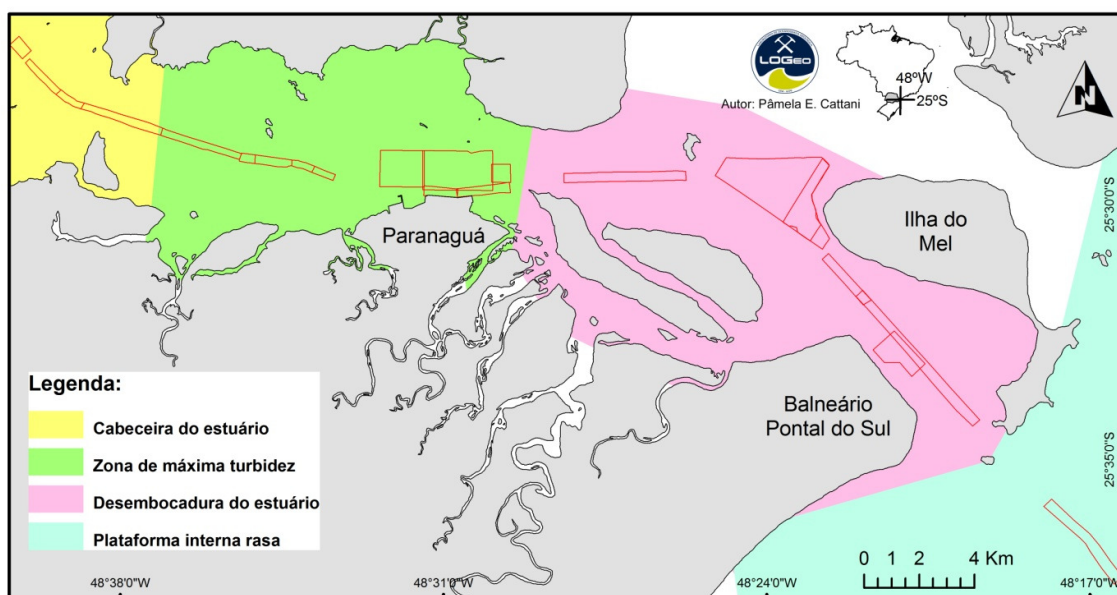 LOGeo
Autor: Pâmela E. Cattani
48ºW
25ºS
N
25°30'0"S
Paranaguá
Ilha do
Mel
Balneário
Pontal do Sul
25°35'0"S
Legenda:
Cabeceira do estuário
Zona de máxima turbidez
Desembocadura do estuário
Plataforma interna rasa
0 1 2 4 Km
48°38'0"W
48°31'0"W
48°24'0"W
48°17'0"W